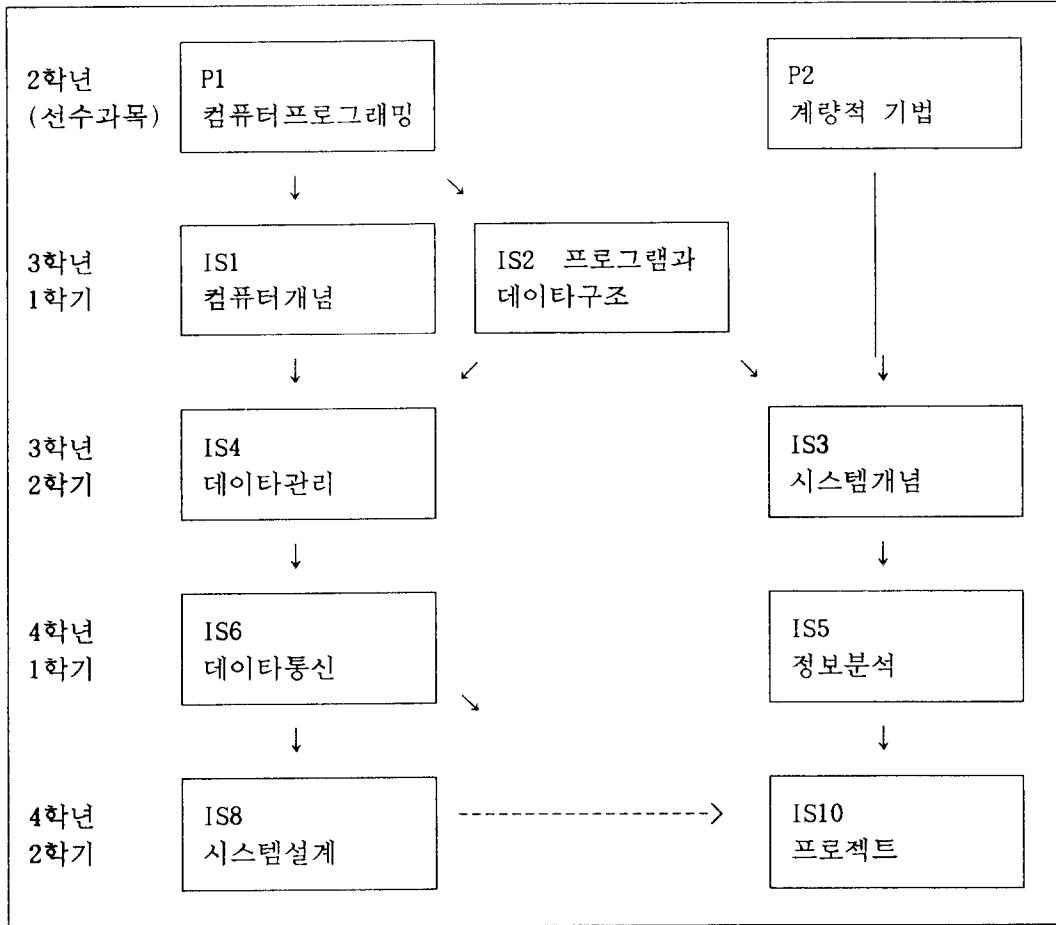 2학년
(선수과목)
P1
컴퓨터프로그래밍
P2
계량적 기법
↓
↘
3학년
1학기
IS1
컴퓨터개념
IS2 프로그램과
데이타구조
↓
↙
↘
↓
3학년
2학기
IS4
데이타관리
IS3
시스템개념
↓
↓
4학년
1학기
IS6
데이타통신
IS5
정보분석
↘
↓
↓
4학년
2학기
IS8
시스템설계
IS10
프로젝트